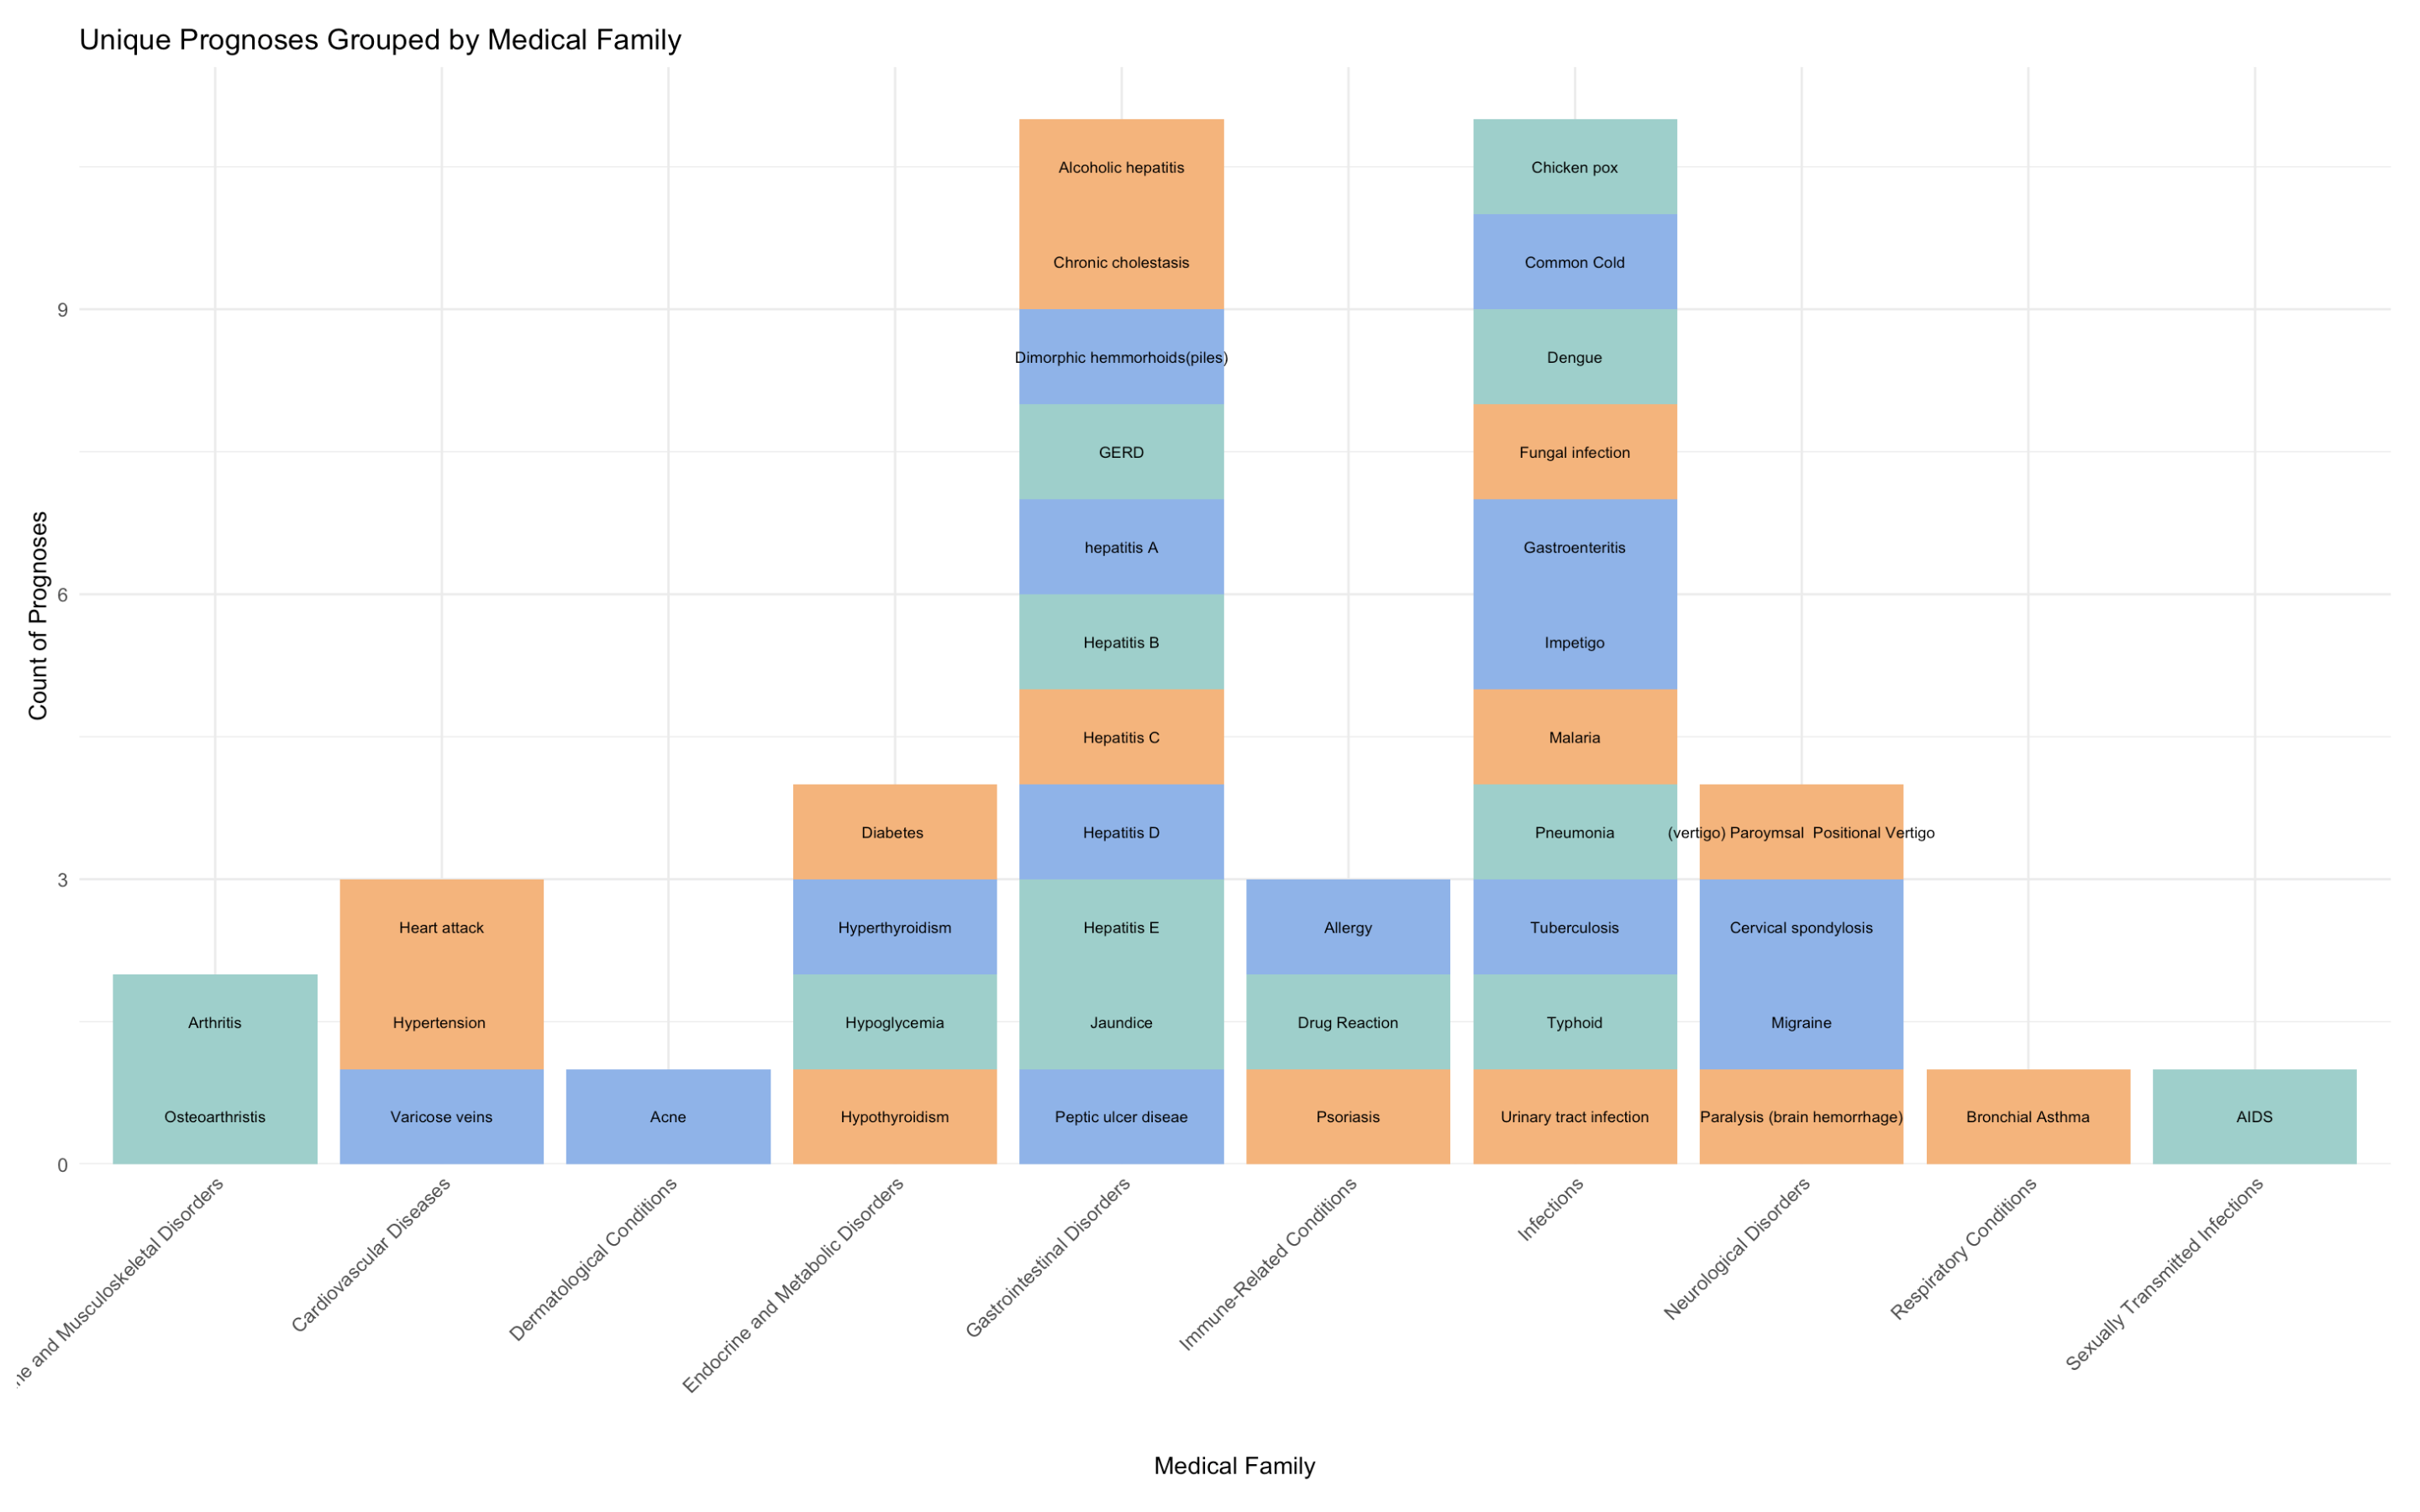 Unique Prognoses Grouped by Medical Family
Count of Prognoses
9
6
3
0
Arthritis
Osteoarthristis
Heart attack
Hypertension
Varicose veins
Acne
Diabetes
Hyperthyroidism
Hypoglycemia
Hypothyroidism
Alcoholic hepatitis
Chronic cholestasis
Dimorphic hemmorhoids(piles)
GERD
hepatitis A
Hepatitis B
Hepatitis C
Hepatitis D
Hepatitis E
Jaundice
Peptic ulcer diseae
Allergy
Drug Reaction
Psoriasis
Chicken pox
Common Cold
Dengue
Fungal infection
Gastroenteritis
Impetigo
Malaria
Pneumonia
Tuberculosis
Typhoid
Urinary tract infection
(vertigo) Paroymsal  Positional Vertigo
Cervical spondylosis
Migraine
Paralysis (brain hemorrhage)
Bronchial Asthma
AIDS
and Musculoskeletal Disorders
Cardiovascular Diseases
Dermatological Conditions
Endocrine and Metabolic Disorders
Gastrointestinal Disorders
Immune-Related Conditions
Infections
Neurological Disorders
Respiratory Conditions
Sexually Transmitted Infections
Medical Family